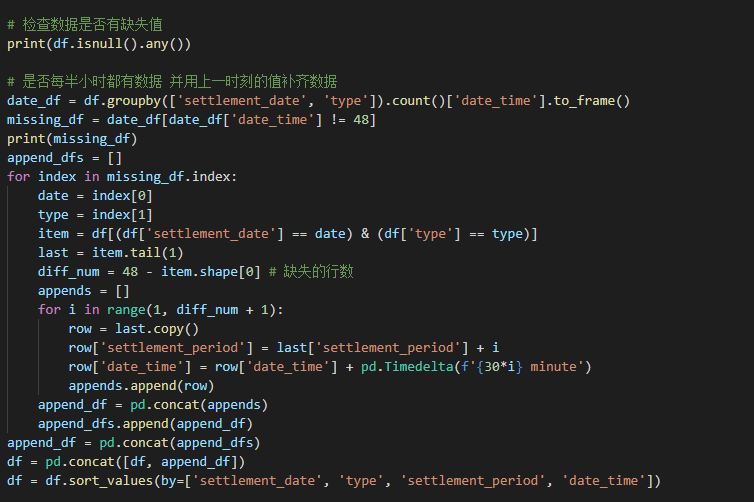 # 检查数据是否有缺失值
print(df.isnull().any())
# 是否每半小时都有数据 并用上一时刻的值补齐数据
date_df = df.groupby(['settlement_date', 'type']).count()['date_time'].to_frame()
missing_df = date_df[date_df['date_time'] != 48]
print(missing_df)
append_dfs = []
for index in missing_df.index:
    date = index[0]
    type = index[1]
    item = df[(df['settlement_date'] == date) & (df['type'] == type)]
    last = item.tail(1)
    diff_num = 48 - item.shape[0] # 缺失的行数
    appends = []
    for i in range(1, diff_num + 1):
        row = last.copy()
        row['settlement_period'] = last['settlement_period'] + i
        row['date_time'] = row['date_time'] + pd.Timedelta(f'{30*i} minute')
        appends.append(row)
    append_df = pd.concat(appends)
    append_dfs.append(append_df)
append_df = pd.concat(append_dfs)
df = pd.concat([df, append_df])
df = df.sort_values(by=['settlement_date', 'type', 'settlement_period', 'date_time'])